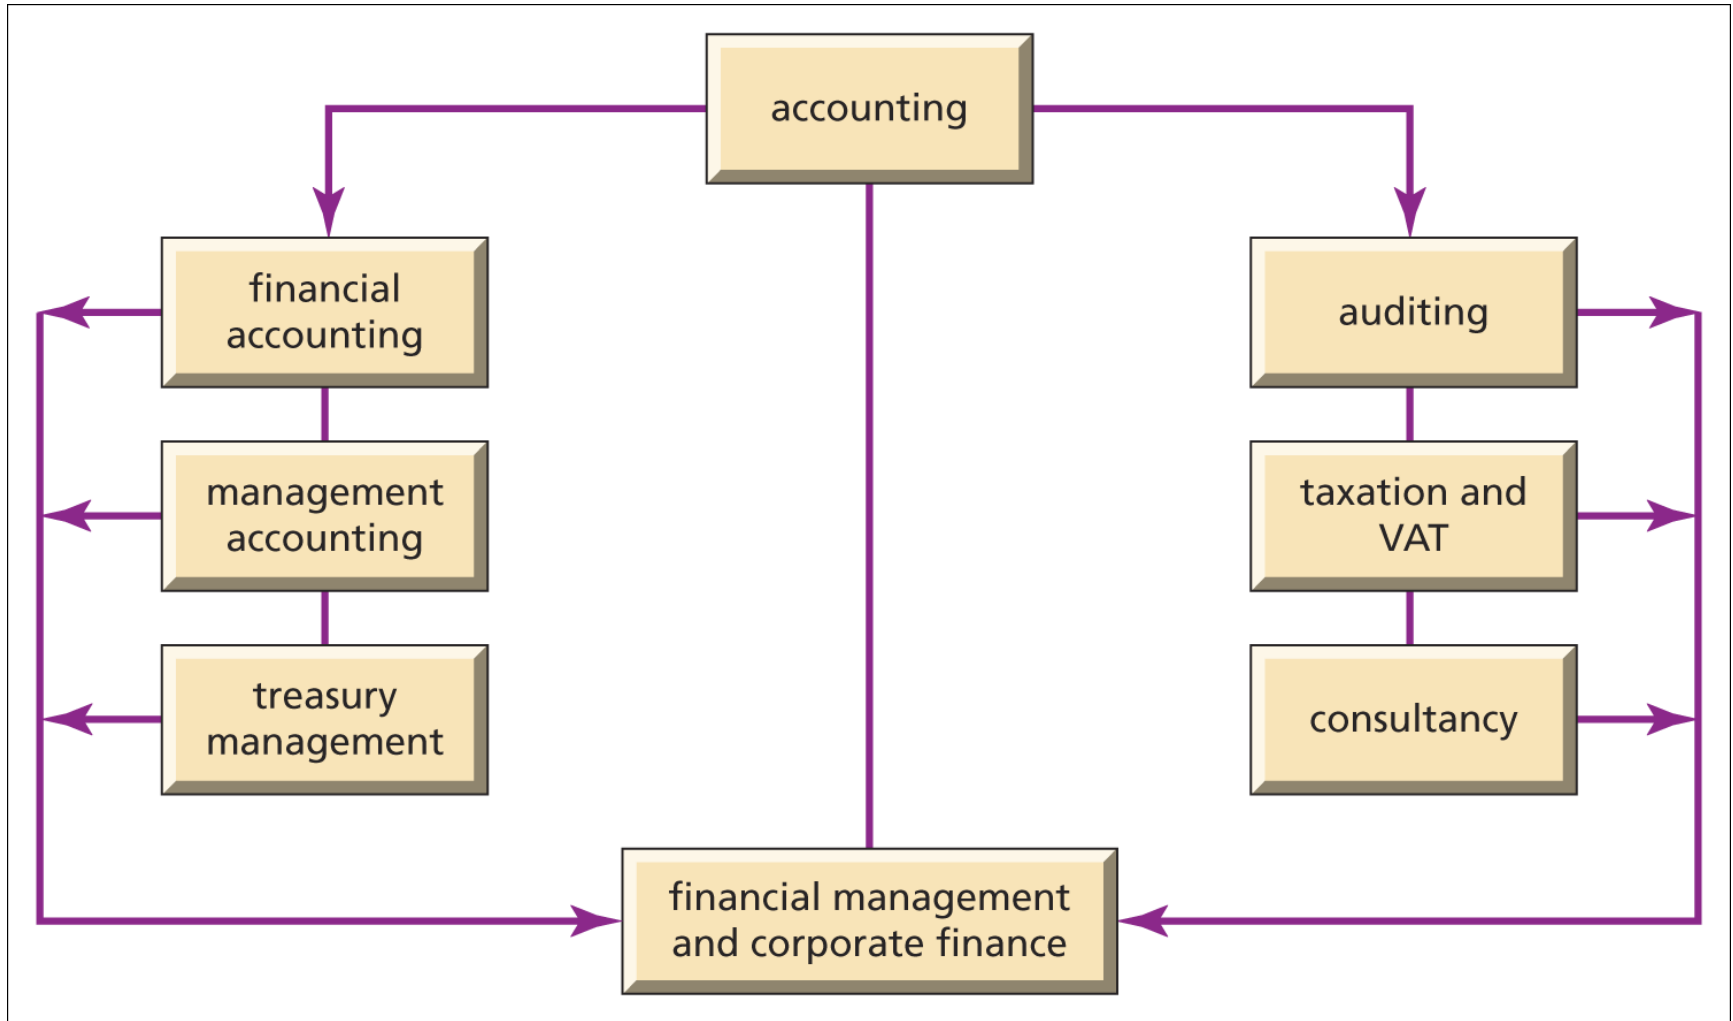 accounting
financial
accounting
management
accounting
treasury
management
auditing
taxation and
VAT
consultancy
financial management
and corporate finance